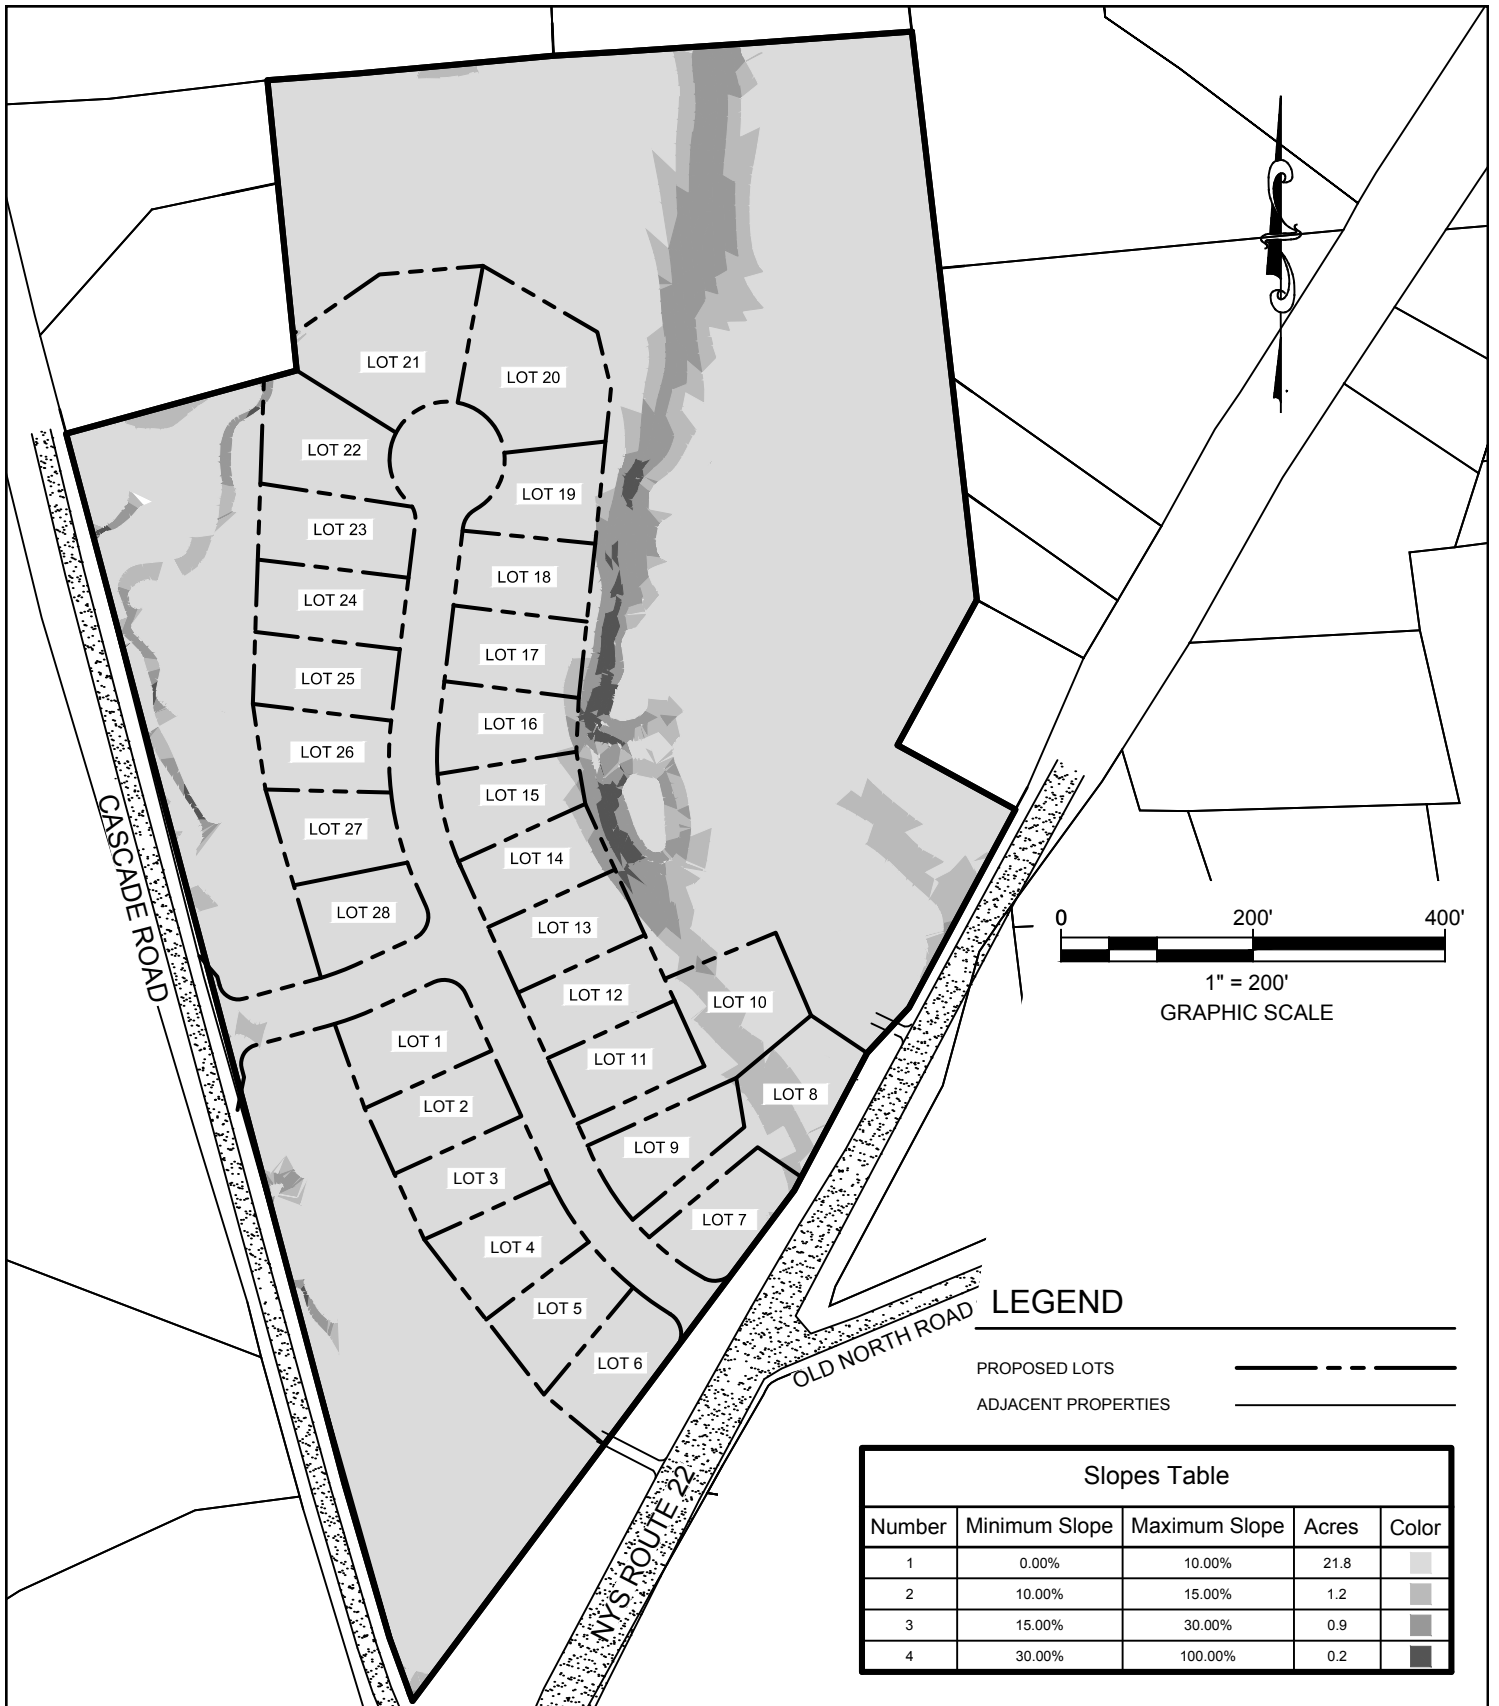 LOT 21
LOT 20
LOT 22
LOT 19
LOT 23
LOT 18
LOT 24
LOT 17
LOT 25
LOT 16
LOT 26
LOT 15
LOT 27
LOT 14
LOT 28
LOT 13
LOT 12
LOT 10
LOT 1
LOT 11
LOT 2
LOT 8
LOT 9
LOT 3
LOT 7
LOT 4
LOT 5
LOT 6
CASCADE ROAD
OLD NORTH ROAD
NYS ROUTE 22
0 200' 400'
1" = 200'
GRAPHIC SCALE
LEGEND
PROPOSED LOTS
ADJACENT PROPERTIES
Slopes Table
Number Minimum Slope Maximum Slope Acres Color
1 0.00% 10.00% 21.8
2 10.00% 15.00% 1.2
3 15.00% 30.00% 0.9
4 30.00% 100.00% 0.2